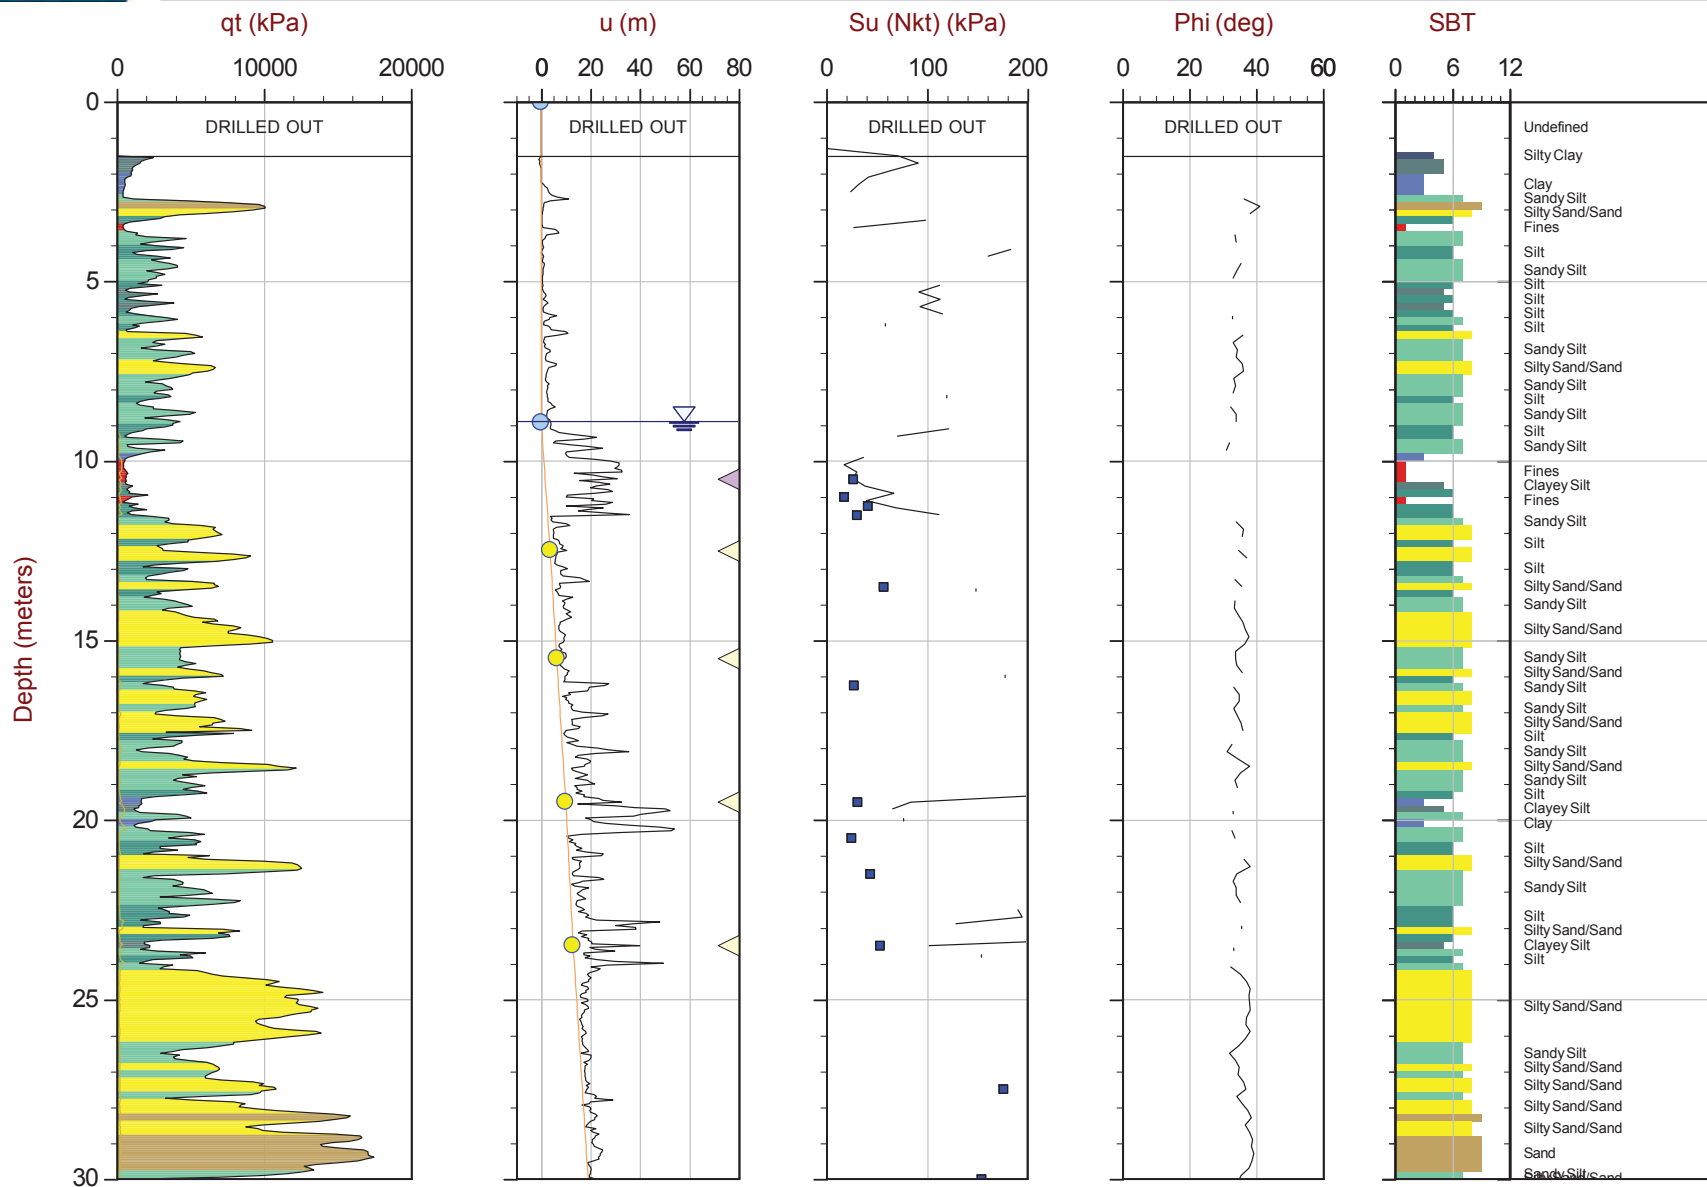 qt (kPa) u (m) Su (Nkt) (kPa) Phi (deg) SBT
0 10000 20000 0 20 40 60 80 0 100 200 0 20 40 60 0 6 12
DRILLED OUT DRILLED OUT DRILLED OUT DRILLED OUT
0
5
10
15
20
25
30
Depth (meters)
Undefined
Silty Clay
Clay
Sandy Silt
Silty Sand/Sand
Fines
Silt
Sandy Silt
Silt
Silt
Silt
Silt
Sandy Silt
Silty Sand/Sand
Sandy Silt
Silt
Sandy Silt
Silt
Sandy Silt
Fines
Clayey Silt
Fines
Sandy Silt
Silt
Silt
Silty Sand/Sand
Sandy Silt
Silty Sand/Sand
Sandy Silt
Silty Sand/Sand
Sandy Silt
Sandy Silt
Silty Sand/Sand
Silt
Sandy Silt
Silty Sand/Sand
Sandy Silt
Silt
Clayey Silt
Clay
Silt
Silty Sand/Sand
Sandy Silt
Silt
Silty Sand/Sand
Clayey Silt
Silt
Silty Sand/Sand
Sandy Silt
Silty Sand/Sand
Silty Sand/Sand
Silty Sand/Sand
Silty Sand/Sand
Sand
Sandy Silt